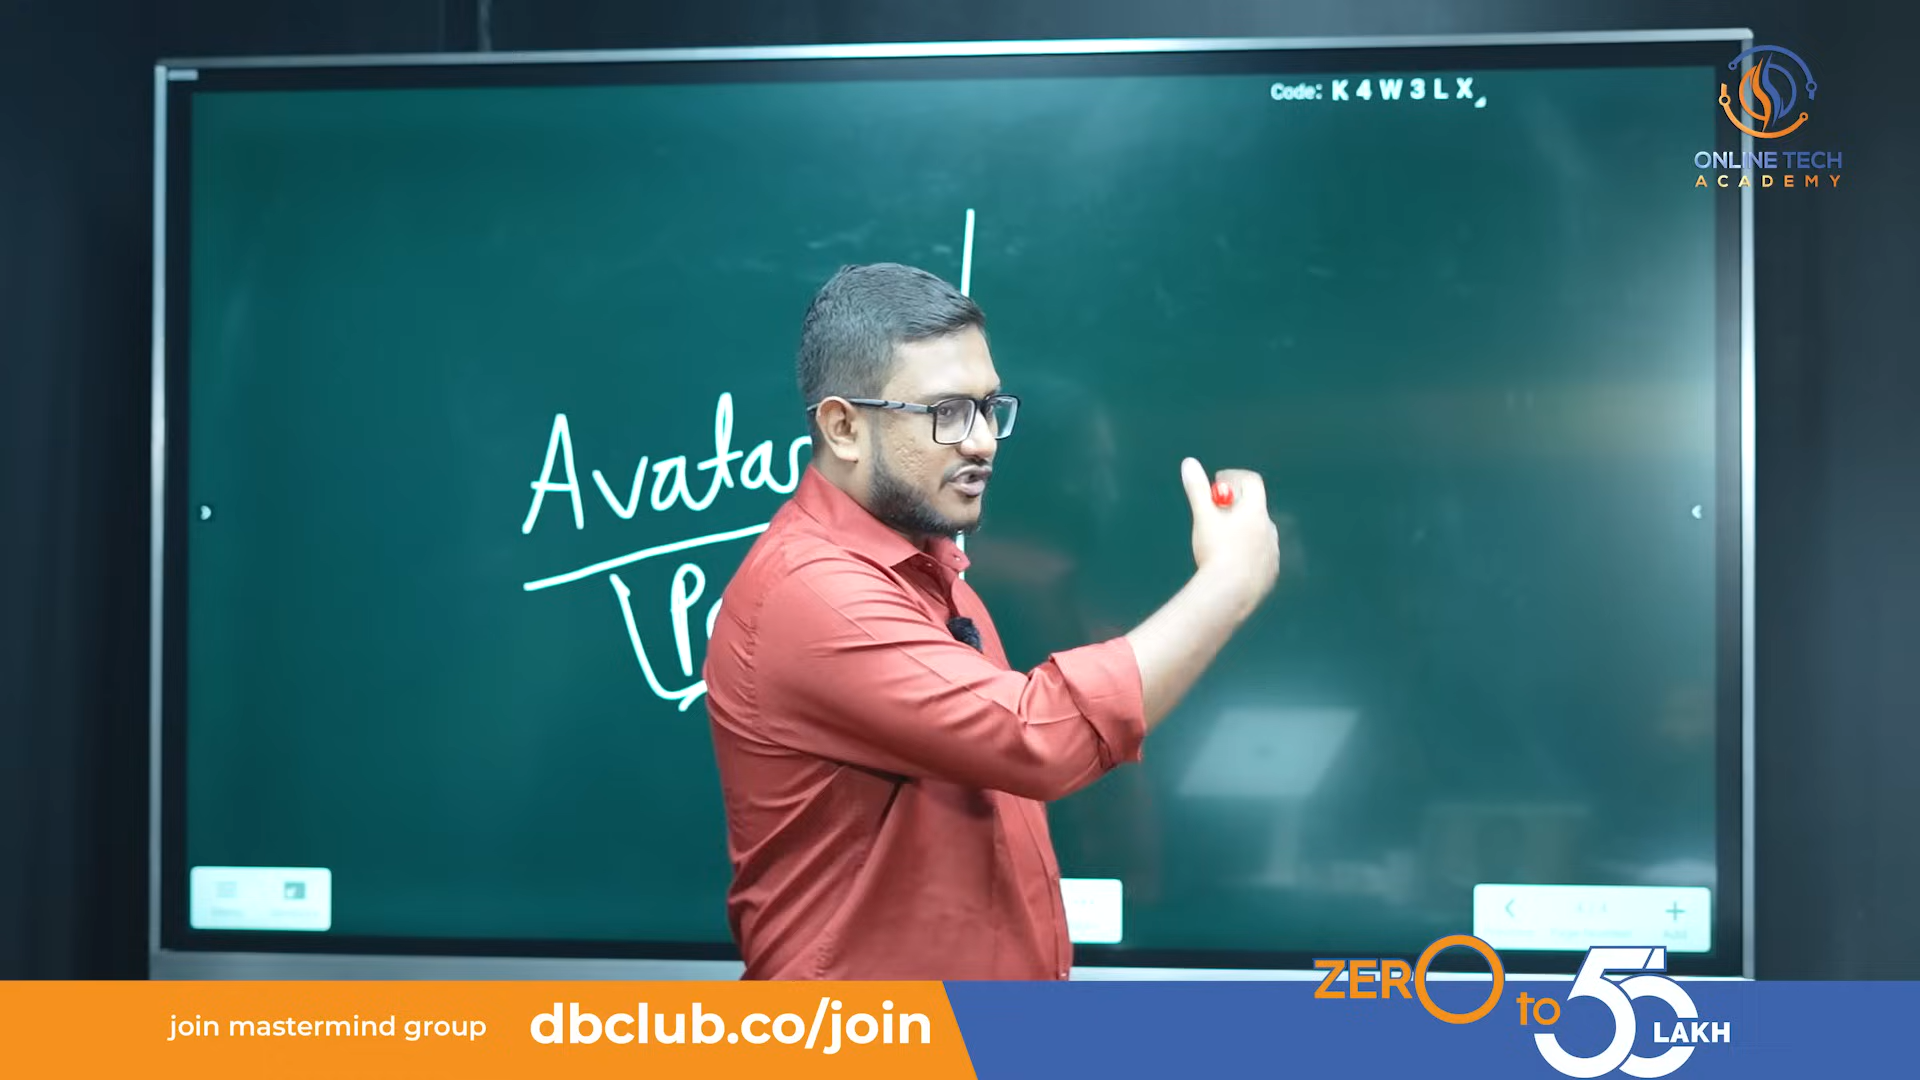 Code: K4W3LX
ONLINE TECH
ACADEMY
Avatar
join mastermind group
dbclub.co/join
ZERO to 50 LAKH